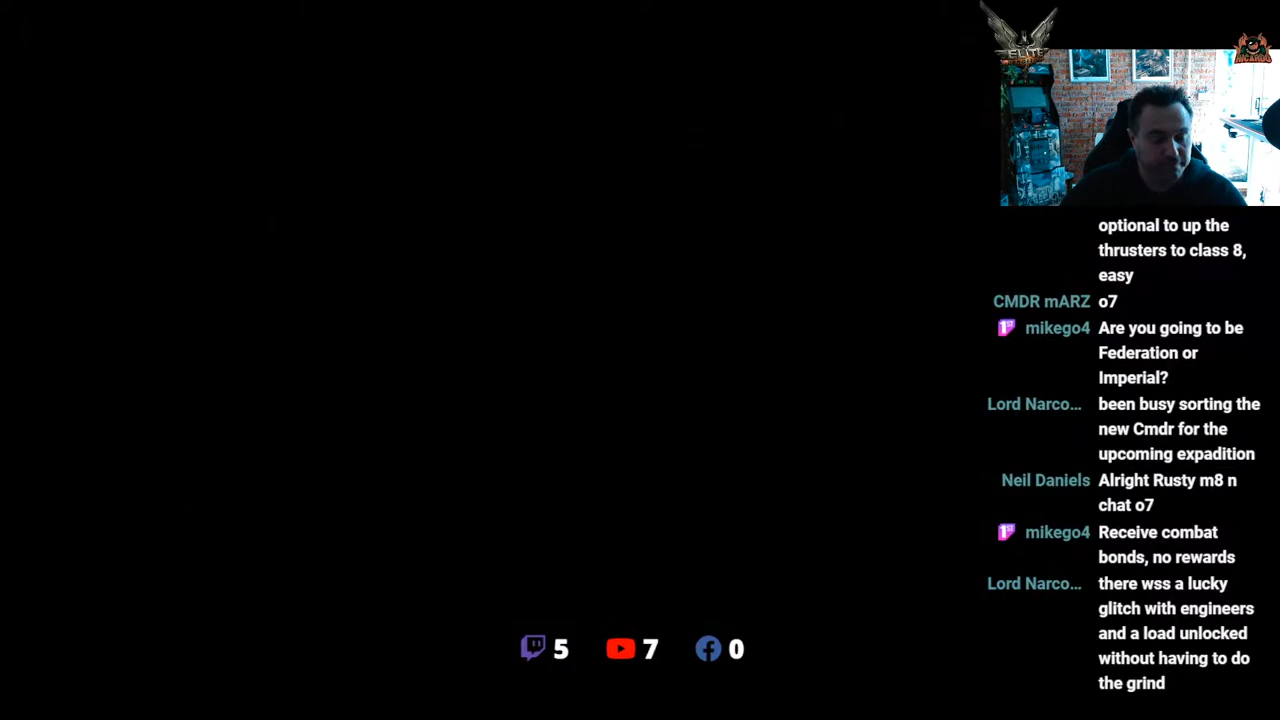 ELITE
RICARDO
optional to up the
thrusters to class 8,
easy
CMDR mARZ o7
mikego4 Are you going to be
Federation or
Imperial?
Lord Narco... been busy sorting the
new Cmdr for the
upcoming expadition
Neil Daniels Alright Rusty m8 n
chat o7
mikego4 Receive combat
bonds, no rewards
Lord Narco... there wss a lucky
glitch with engineers
and a load unlocked
without having to do
the grind
5 7 0